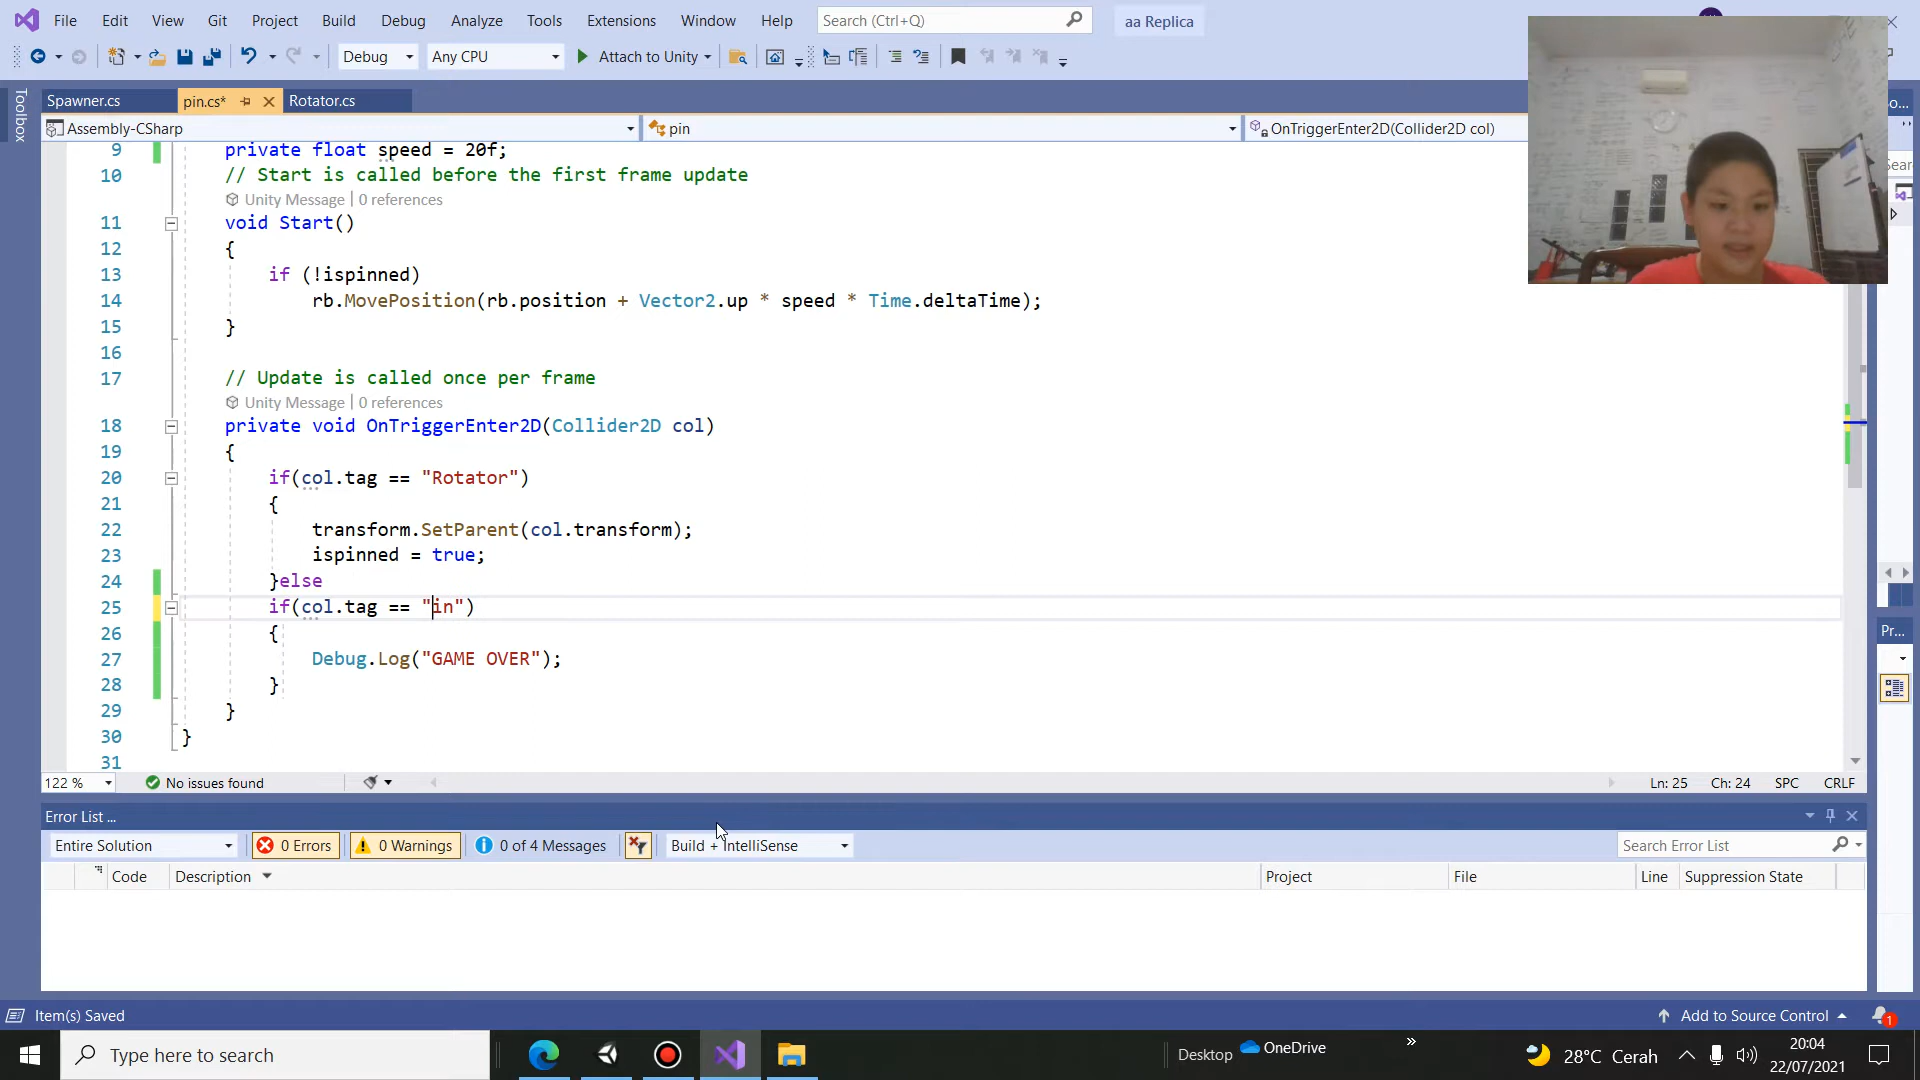 File Edit View Git Project Build Debug Test Analyze Tools Extensions Window Help Search (Ctrl+Q) aa Replica
Debug Any CPU Attach to Unity
Toolbox
Spawner.cs pin.cs* Rotator.cs
Assembly-CSharp pin OnTriggerEnter2D(Collider2D col)
9 private float speed = 20f;
10 // Start is called before the first frame update
Unity Message | 0 references
11 void Start()
12 {
13 if (!ispinned)
14 rb.MovePosition(rb.position + Vector2.up * speed * Time.deltaTime);
15 }
16
17 // Update is called once per frame
Unity Message | 0 references
18 private void OnTriggerEnter2D(Collider2D col)
19 {
20 if(col.tag == "Rotator")
21 {
22 transform.SetParent(col.transform);
23 ispinned = true;
24 }else
25 if(col.tag == "in")
26 {
27 Debug.Log("GAME OVER");
28 }
29 }
30 }
31
122 % No issues found Ln: 25 Ch: 24 SPC CRLF
Error List ...
Entire Solution 0 Errors 0 Warnings 0 of 4 Messages Build + IntelliSense Search Error List
Code Description Project File Line Suppression State
Pr...
Item(s) Saved Add to Source Control 1
Type here to search Desktop OneDrive » 28°C Cerah 20:04
22/07/2021